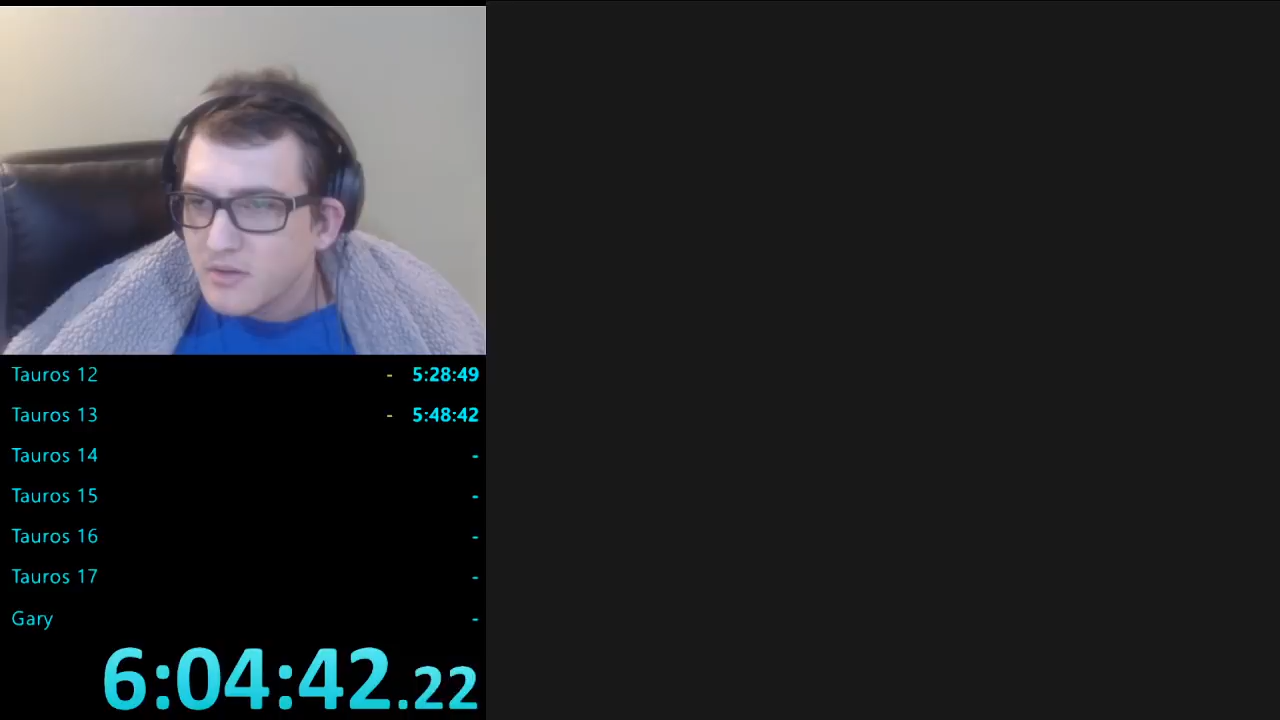 Tauros 12 - 5:28:49
Tauros 13 - 5:48:42
Tauros 14 -
Tauros 15 -
Tauros 16 -
Tauros 17 -
Gary -
6:04:42.22